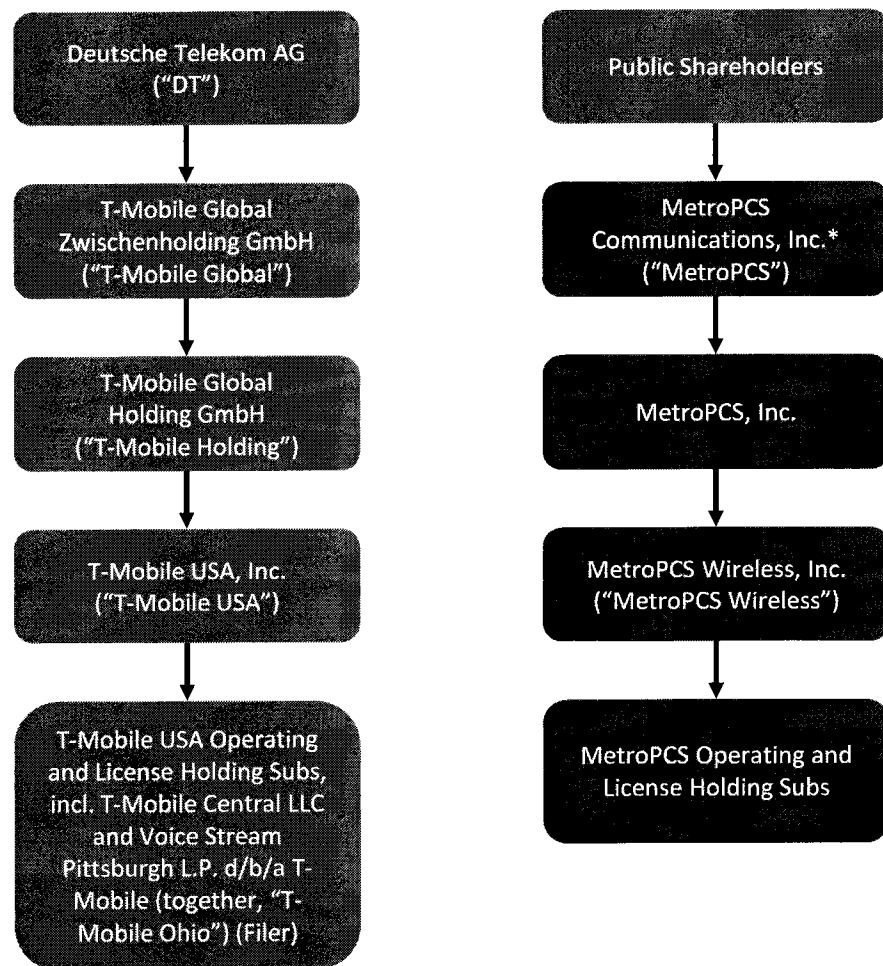 Deutsche Telekom AG
("DT")
T-Mobile Global
Zwischenholding GmbH
("T-Mobile Global")
T-Mobile Global
Holding GmbH
("T-Mobile Holding")
T-Mobile USA, Inc.
("T-Mobile USA")
T-Mobile USA Operating
and License Holding Subs,
incl. T-Mobile Central LLC
and Voice Stream
Pittsburgh L.P. d/b/a T-
Mobile (together, "T-
Mobile Ohio") (Filer)
Public Shareholders
MetroPCS
Communications, Inc.*
("MetroPCS")
MetroPCS, Inc.
MetroPCS Wireless, Inc.
("MetroPCS Wireless")
MetroPCS Operating and
License Holding Subs